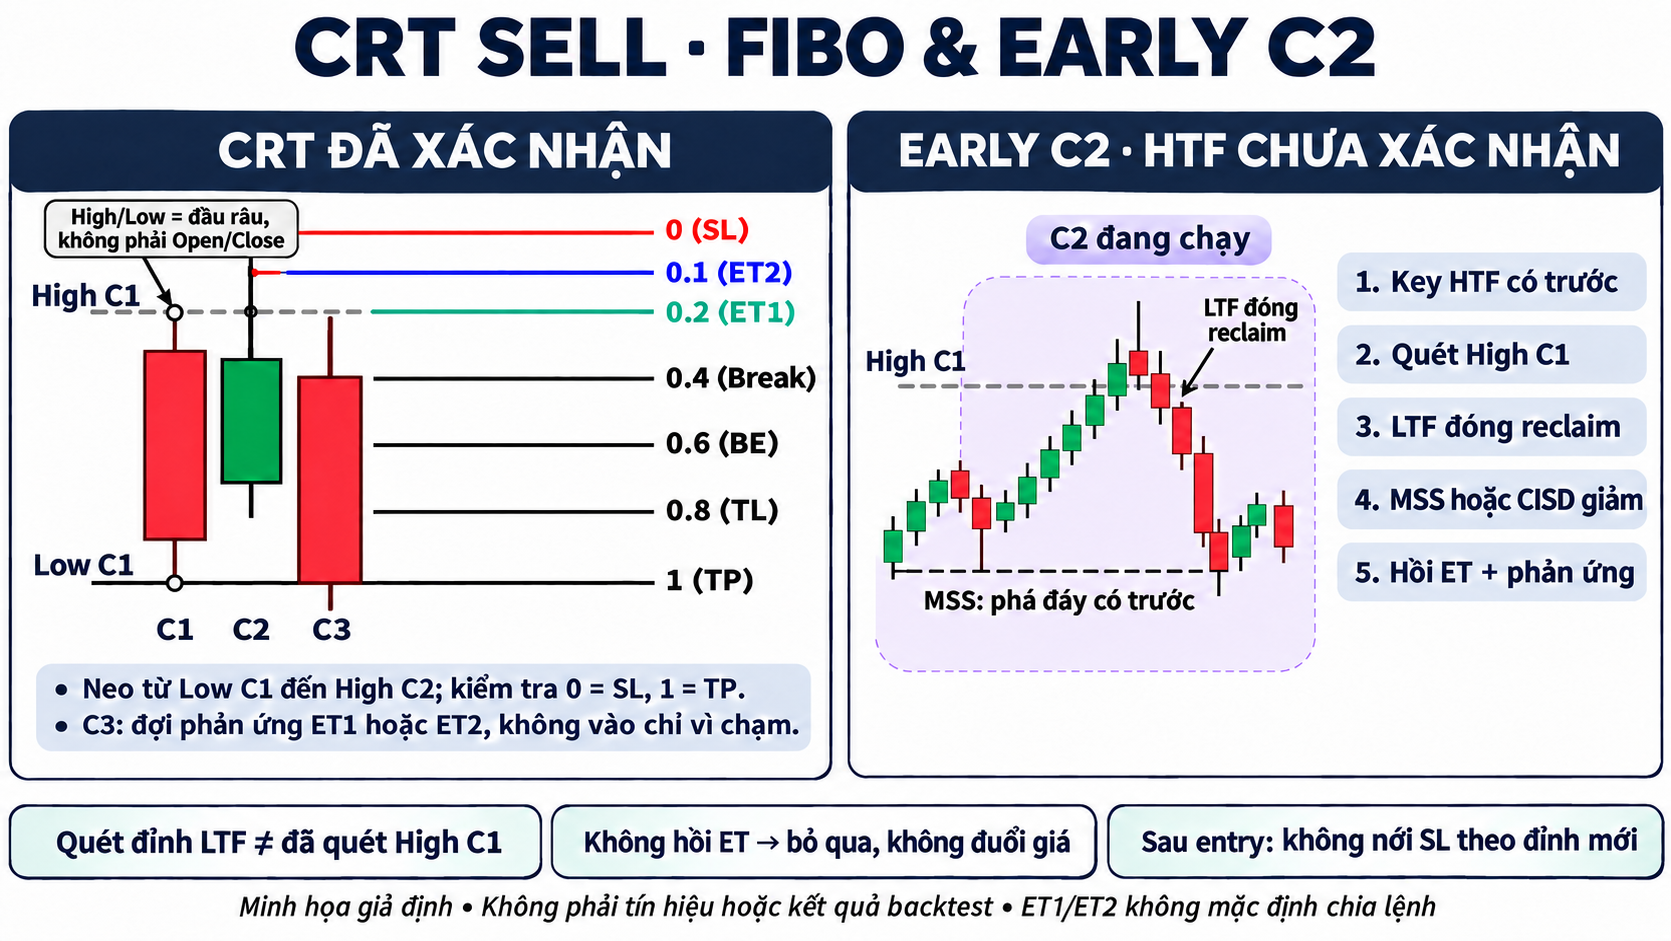 CRT SELL · FIBO & EARLY C2
CRT ĐÃ XÁC NHẬN
High/Low = đầu râu,
không phải Open/Close
High C1
Low C1
0 (SL)
0.1 (ET2)
0.2 (ET1)
0.4 (Break)
0.6 (BE)
0.8 (TL)
1 (TP)
C1 C2 C3
• Neo từ Low C1 đến High C2; kiểm tra 0 = SL, 1 = TP.
• C3: đợi phản ứng ET1 hoặc ET2, không vào chỉ vì chạm.
EARLY C2 · HTF CHƯA XÁC NHẬN
C2 đang chạy
LTF đóng
reclaim
High C1
MSS: phá đáy có trước
1. Key HTF có trước
2. Quét High C1
3. LTF đóng reclaim
4. MSS hoặc CISD giảm
5. Hồi ET + phản ứng
Quét đỉnh LTF ≠ đã quét High C1
Không hồi ET → bỏ qua, không đuổi giá
Sau entry: không nới SL theo đỉnh mới
Minh họa giả định • Không phải tín hiệu hoặc kết quả backtest • ET1/ET2 không mặc định chia lệnh